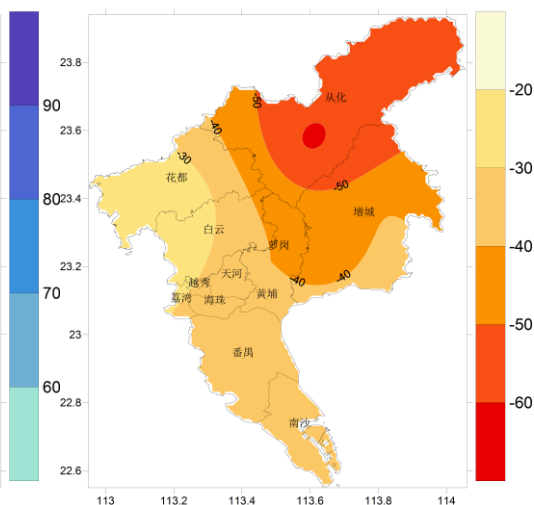 90
80
70
60
23.8
23.6
23.4
23.2
23
22.8
22.6
113
113.2
113.4
113.6
113.8
114
-20
-30
-40
-50
-60
-50
-40
-30
-50
-40
-40
从化
花都
增城
白云
萝岗
天河
越秀
荔湾
海珠
黄埔
番禺
南沙